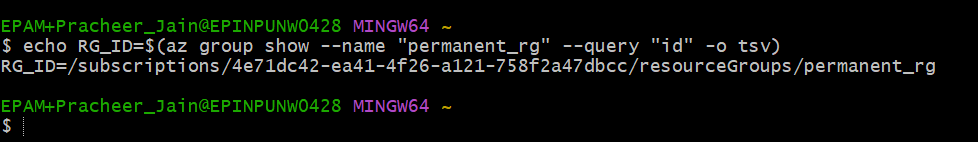 EPAM+Pracheer_Jain@EPINPUNW0428 MINGW64 ~
$ echo RG_ID=$(az group show --name "permanent_rg" --query "id" -o tsv)
RG_ID=/subscriptions/4e71dc42-ea41-4f26-a121-758f2a47dbcc/resourceGroups/permanent_rg
EPAM+Pracheer_Jain@EPINPUNW0428 MINGW64 ~
$